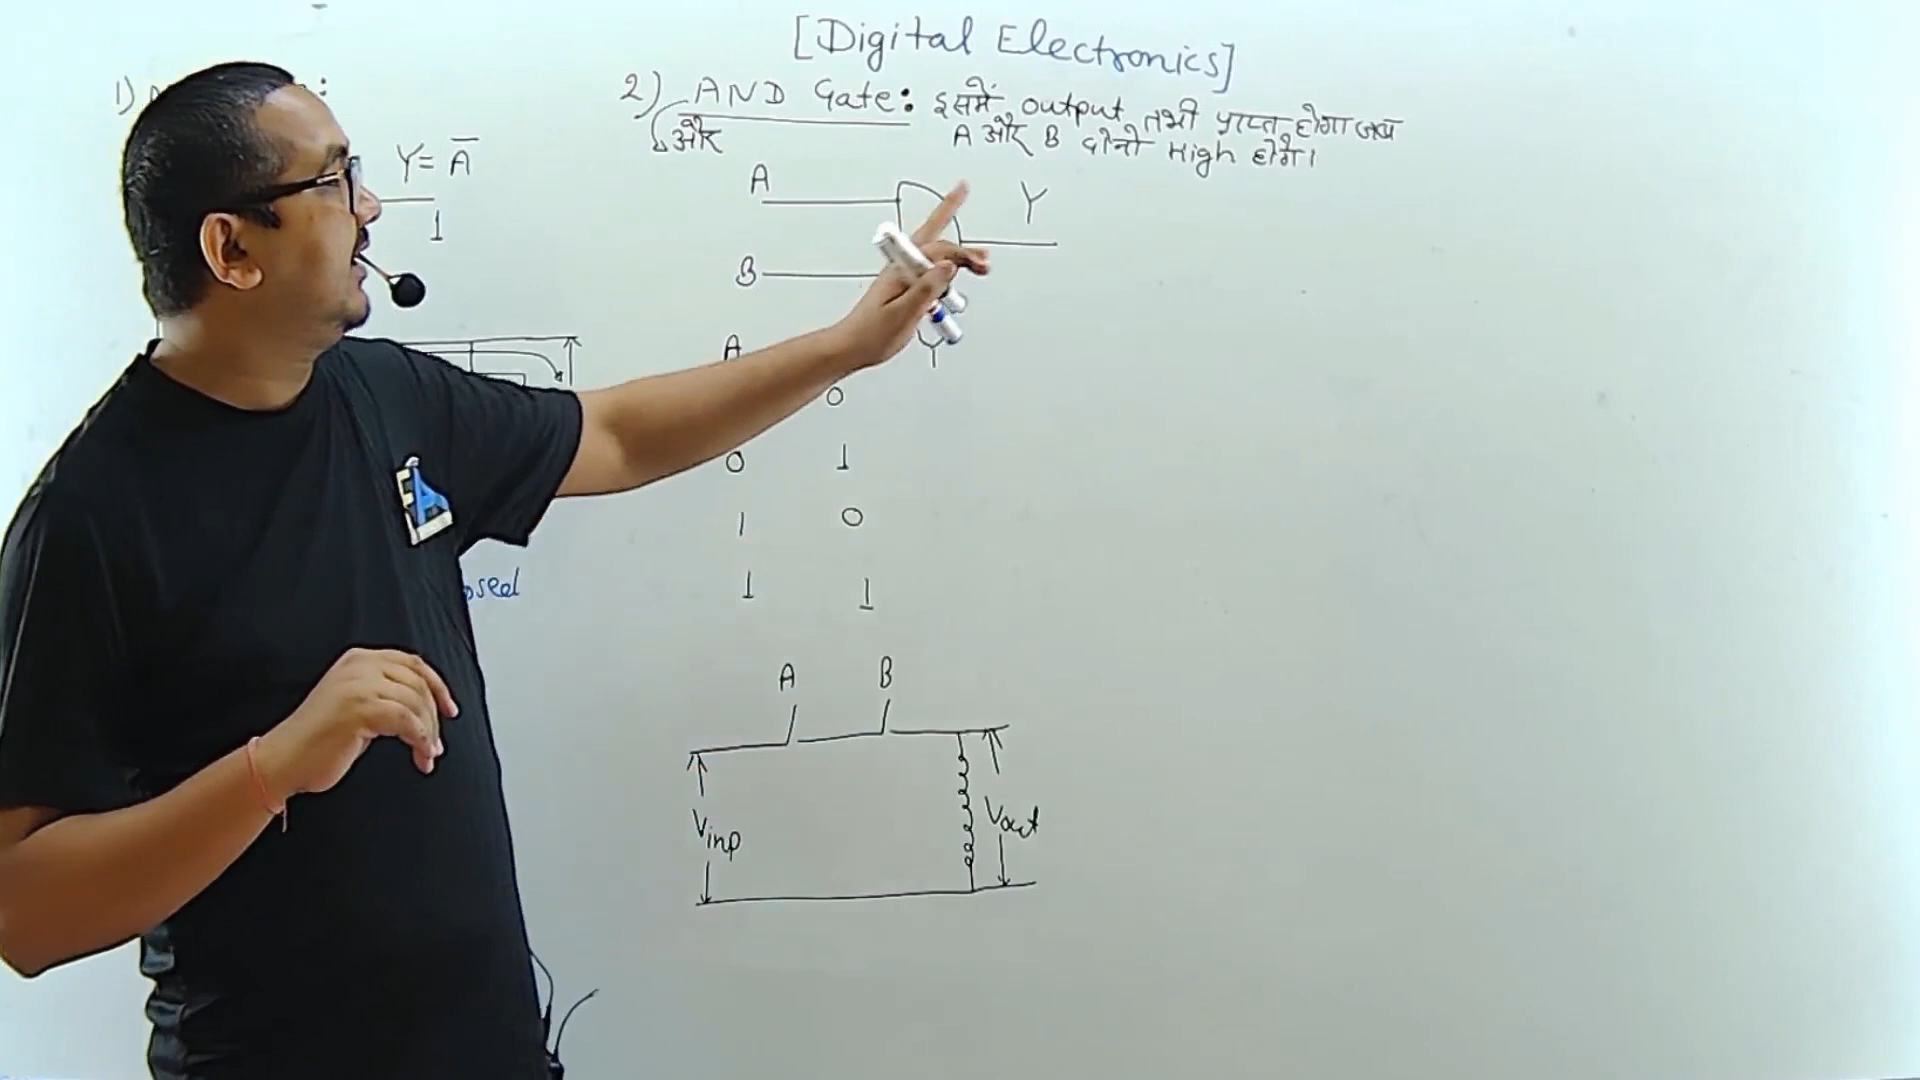 [Digital Electronics]
1)
Y = A̅
1
osed
2) AND Gate: इसमें output तभी प्राप्त होगा जब
और
A और B दोनो High होंगे।
A
Y
B
A Y
0
0 1
1 0
1 1
A B
Vinp Vout